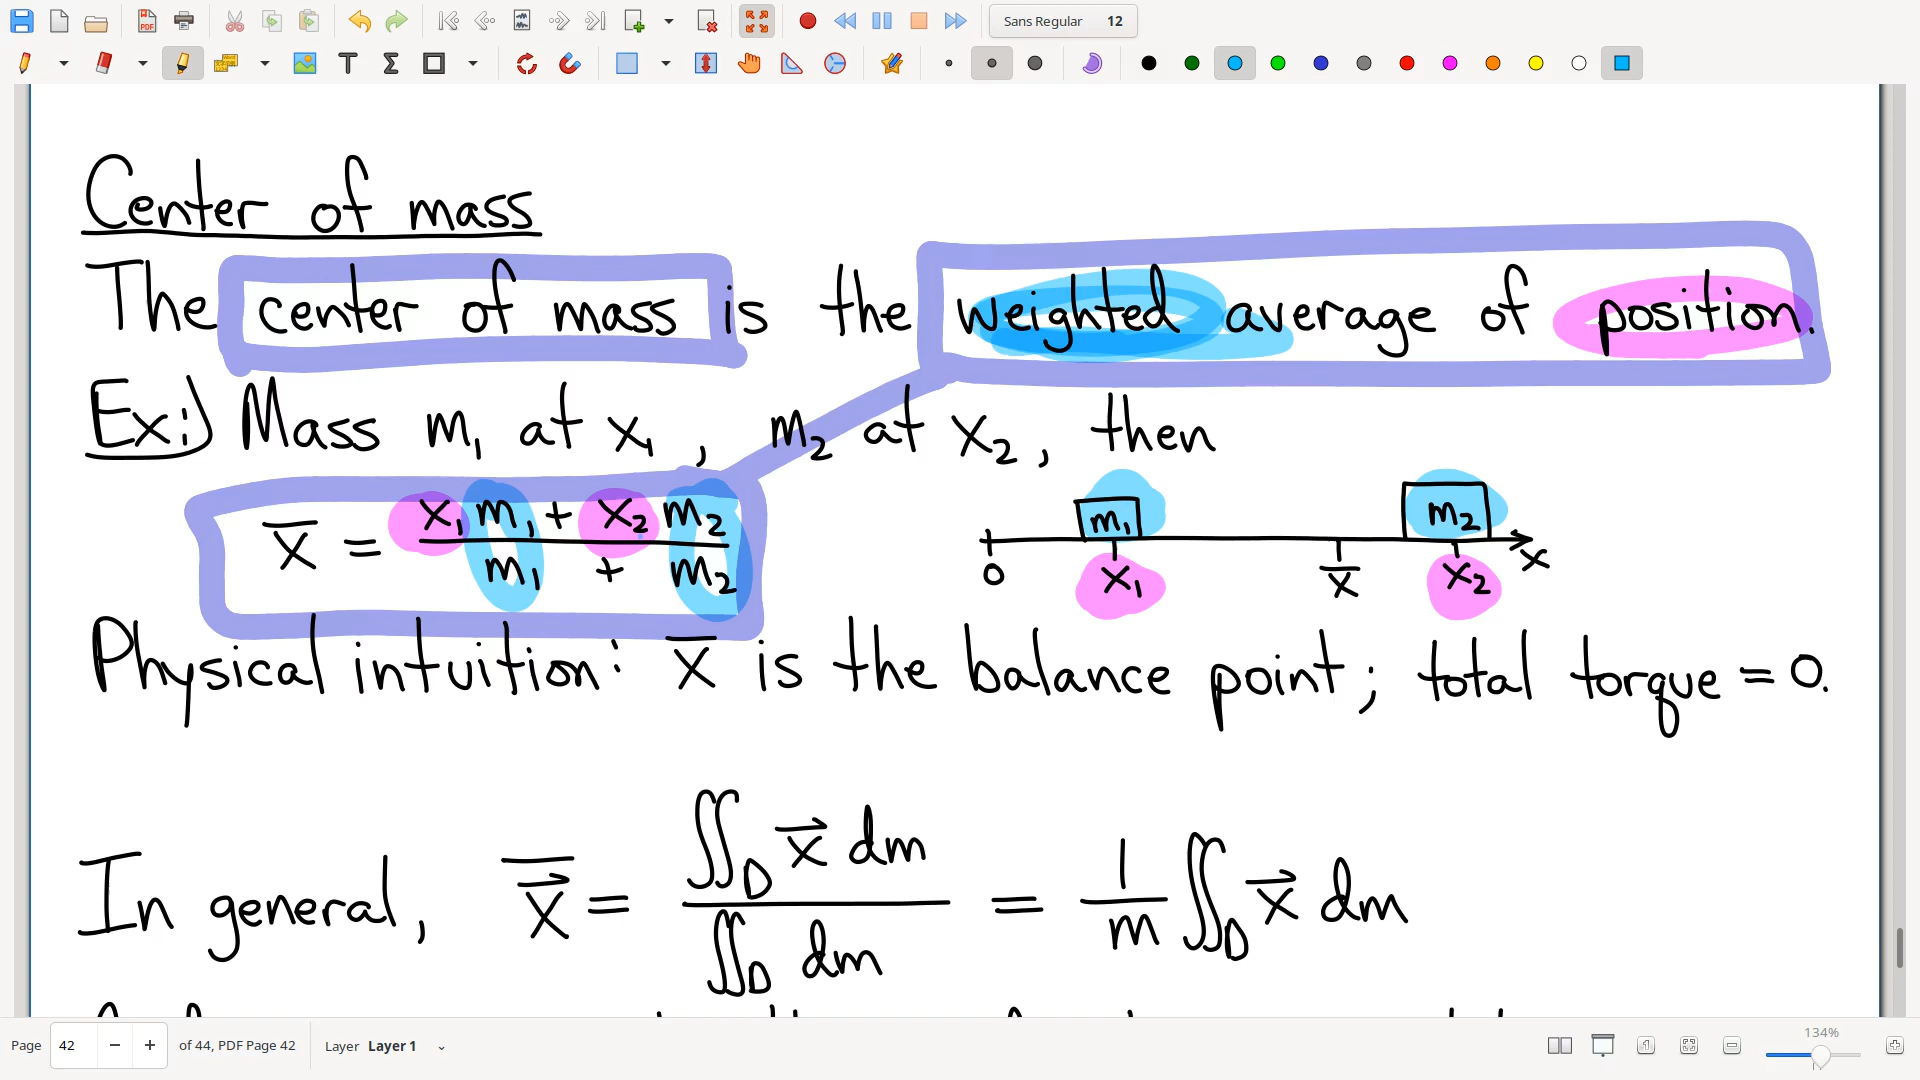 Sans Regular 12
Center of mass
The center of mass is the weighted average of position.
Ex:) Mass m₁ at x₁, m₂ at x₂, then
x̅ = (x₁m₁ + x₂m₂)/(m₁ + m₂)
m₁ m₂
0 x₁ x̅ x₂ x
Physical intuition: x̅ is the balance point; total torque = 0.
In general, x⃗̅ = ∬_D x⃗ dm / ∬_D dm = 1/m ∬_D x⃗ dm
Page 42 − + of 44, PDF Page 42 Layer Layer 1 134%